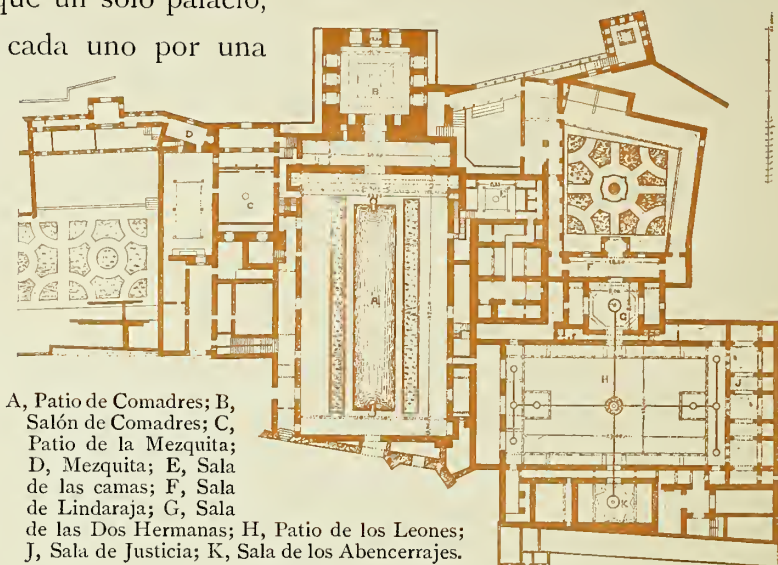 que un solo palacio,
cada uno por una
B
D
C
E
A
F
G
H
J
K
A, Patio de Comadres; B,
Salón de Comadres; C,
Patio de la Mezquita;
D, Mezquita; E, Sala
de las camas; F, Sala
de Lindaraja; G, Sala
de las Dos Hermanas; H, Patio de los Leones;
J, Sala de Justicia; K, Sala de los Abencerrajes.